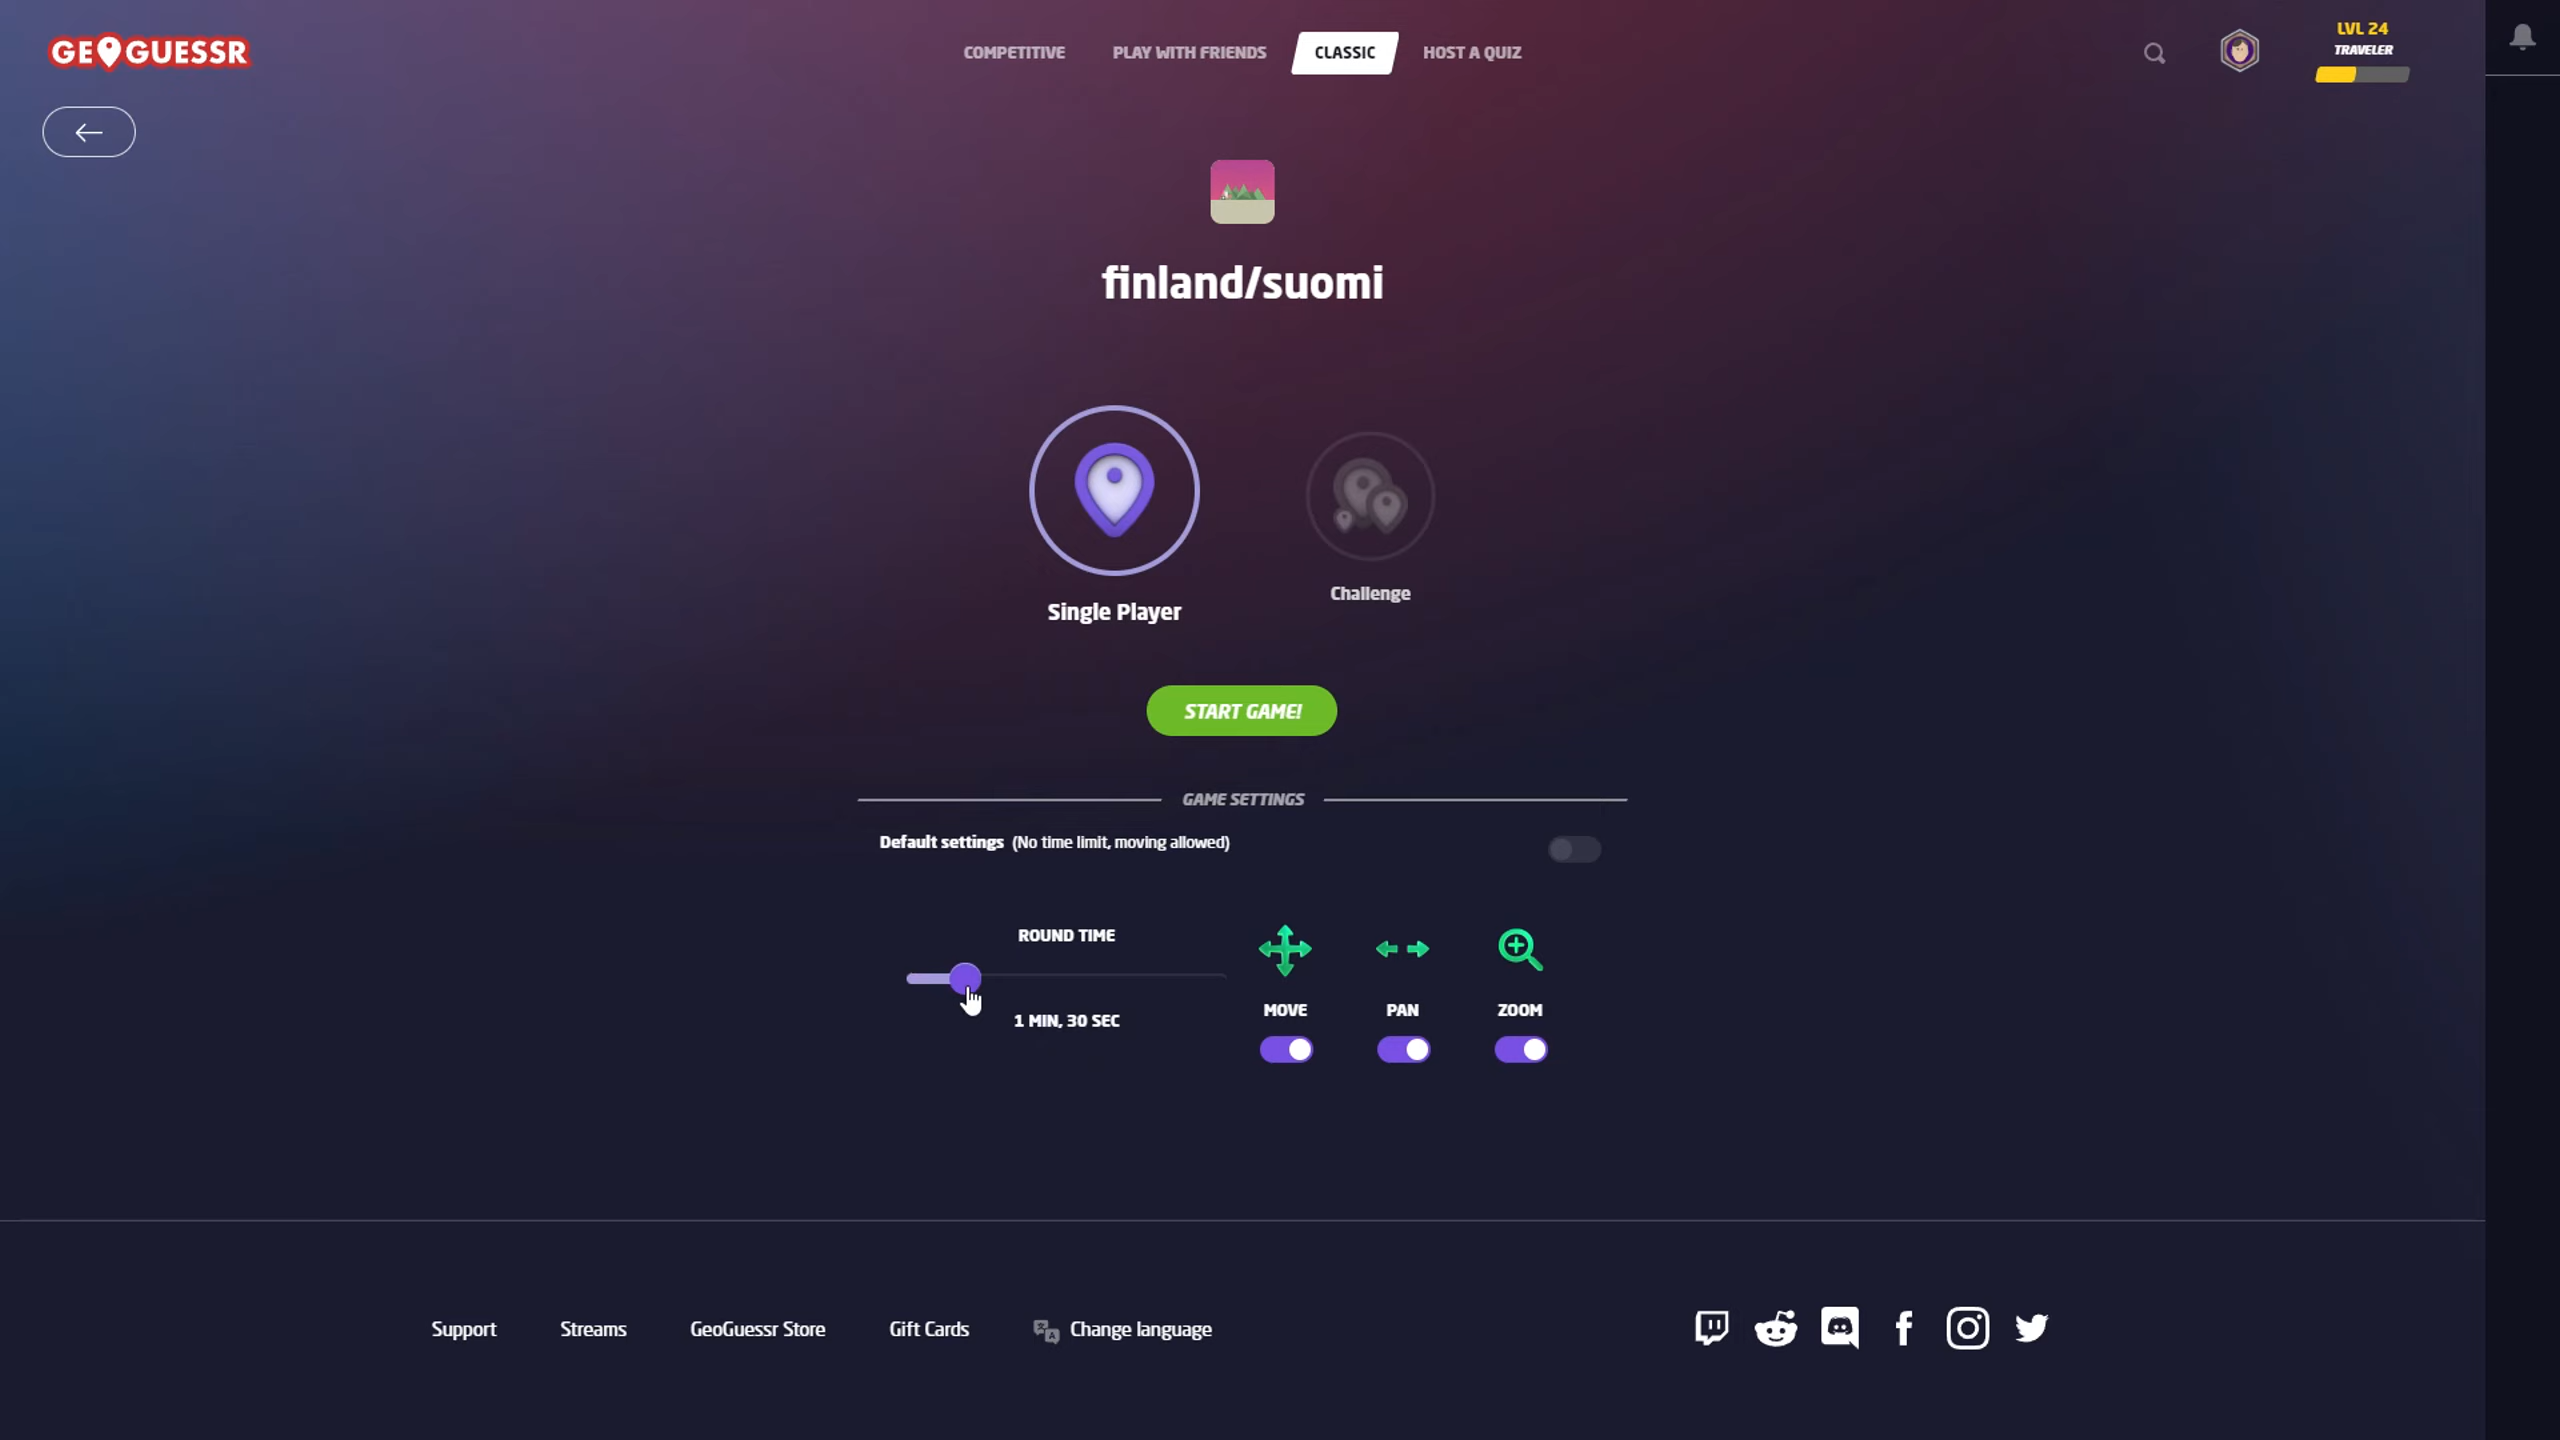 GEOGUESSR
COMPETITIVE
PLAY WITH FRIENDS
CLASSIC
HOST A QUIZ
LVL 24
TRAVELER
finland/suomi
Single Player
Challenge
START GAME!
GAME SETTINGS
Default settings (No time limit, moving allowed)
ROUND TIME
1 MIN, 30 SEC
MOVE
PAN
ZOOM
Support
Streams
GeoGuessr Store
Gift Cards
Change language